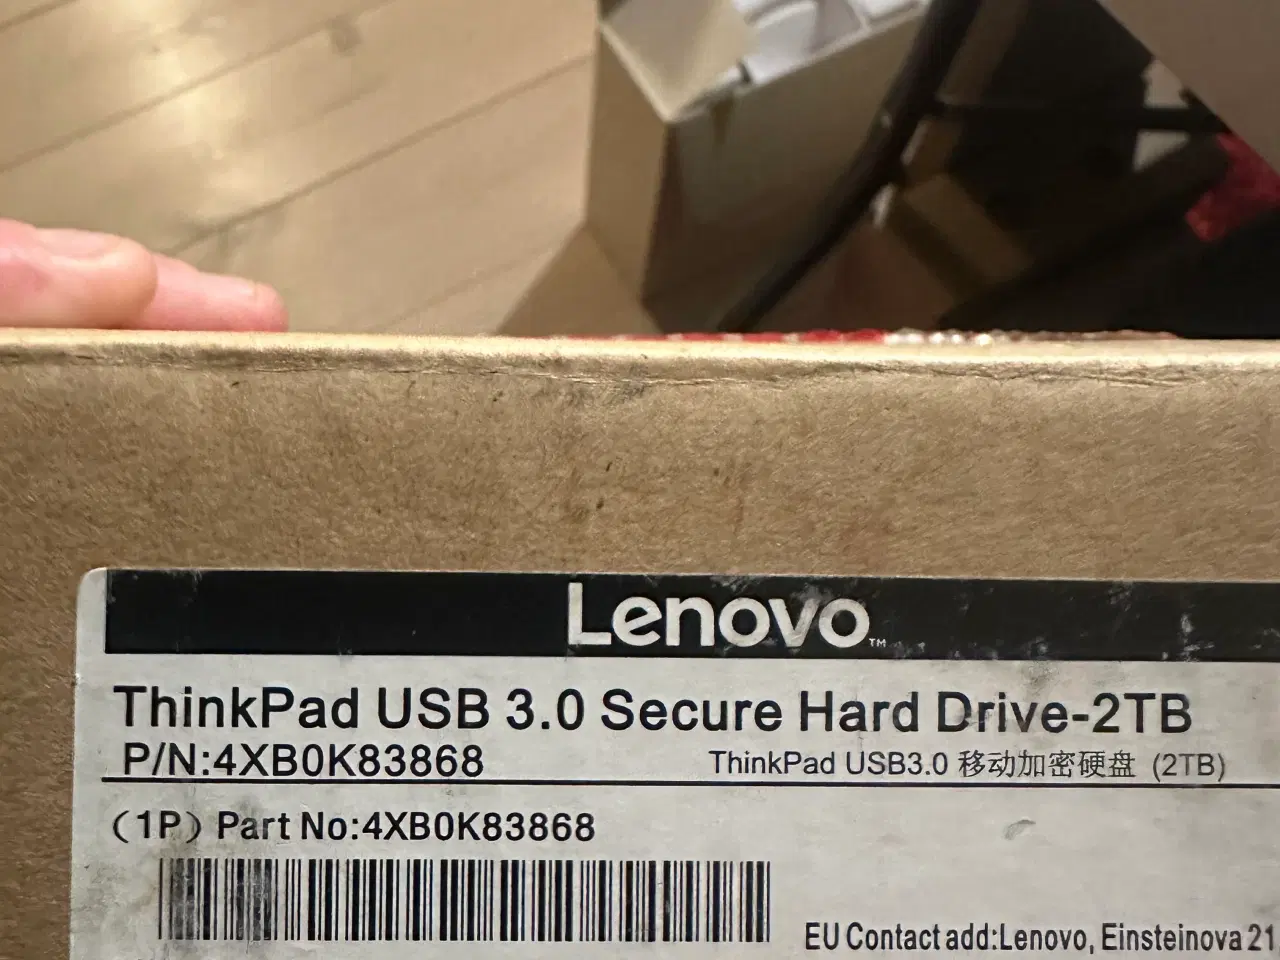 Lenovo™
ThinkPad USB 3.0 Secure Hard Drive-2TB
P/N:4XB0K83868
ThinkPad USB3.0 移动加密硬盘 (2TB)
(1P) Part No:4XB0K83868
EU Contact add:Lenovo, Einsteinova 21